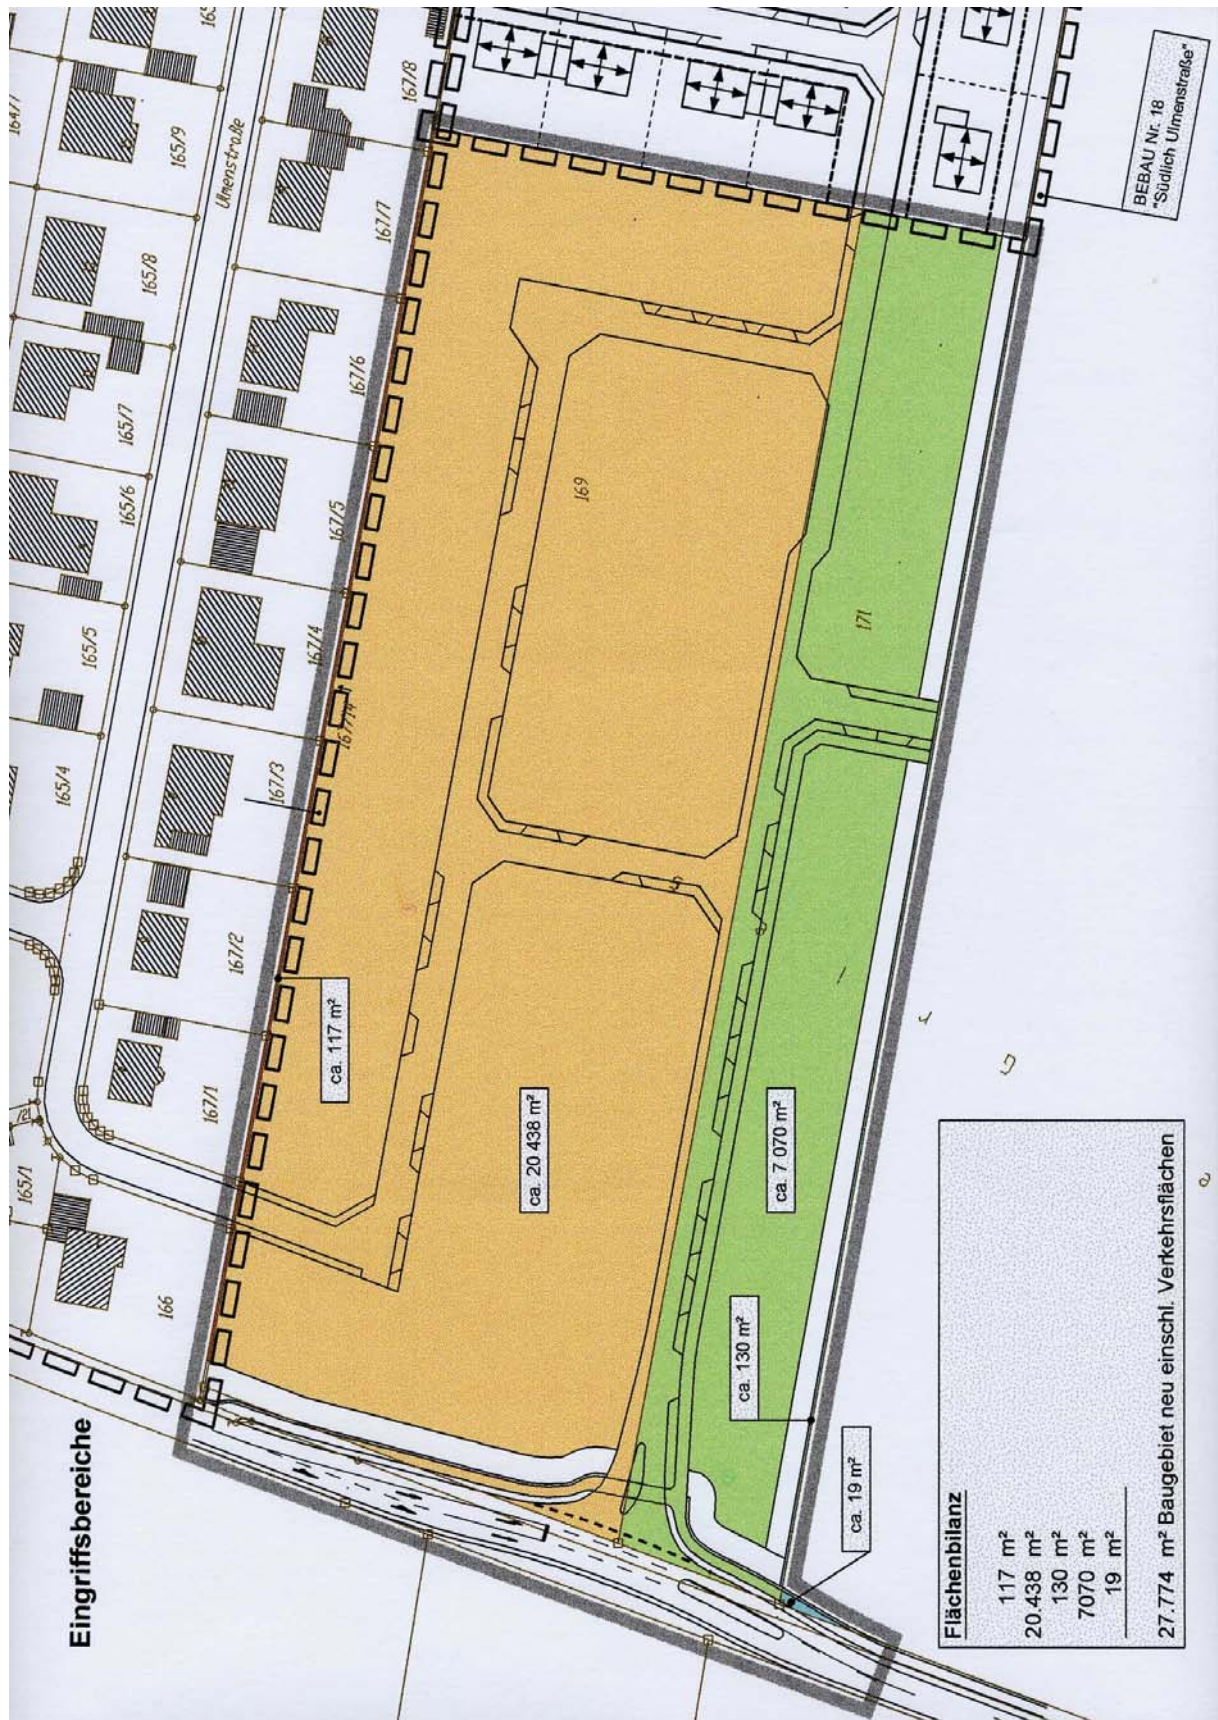 Eingriffsbereiche
165/1
166
165/4
165/5
165/6
165/7
165/8
165/9
Ulmenstraße
167/1
167/2
167/3
167/4
167/5
167/6
167/7
167/8
ca. 117 m²
169
ca. 20 438 m²
171
ca. 7 070 m²
ca. 130 m²
ca. 19 m²
BEBAU Nr. 18
"Südlich Ulmenstraße"
Flächenbilanz
117 m²
20.438 m²
130 m²
7070 m²
19 m²
27.774 m² Baugebiet neu einschl. Verkehrsflächen